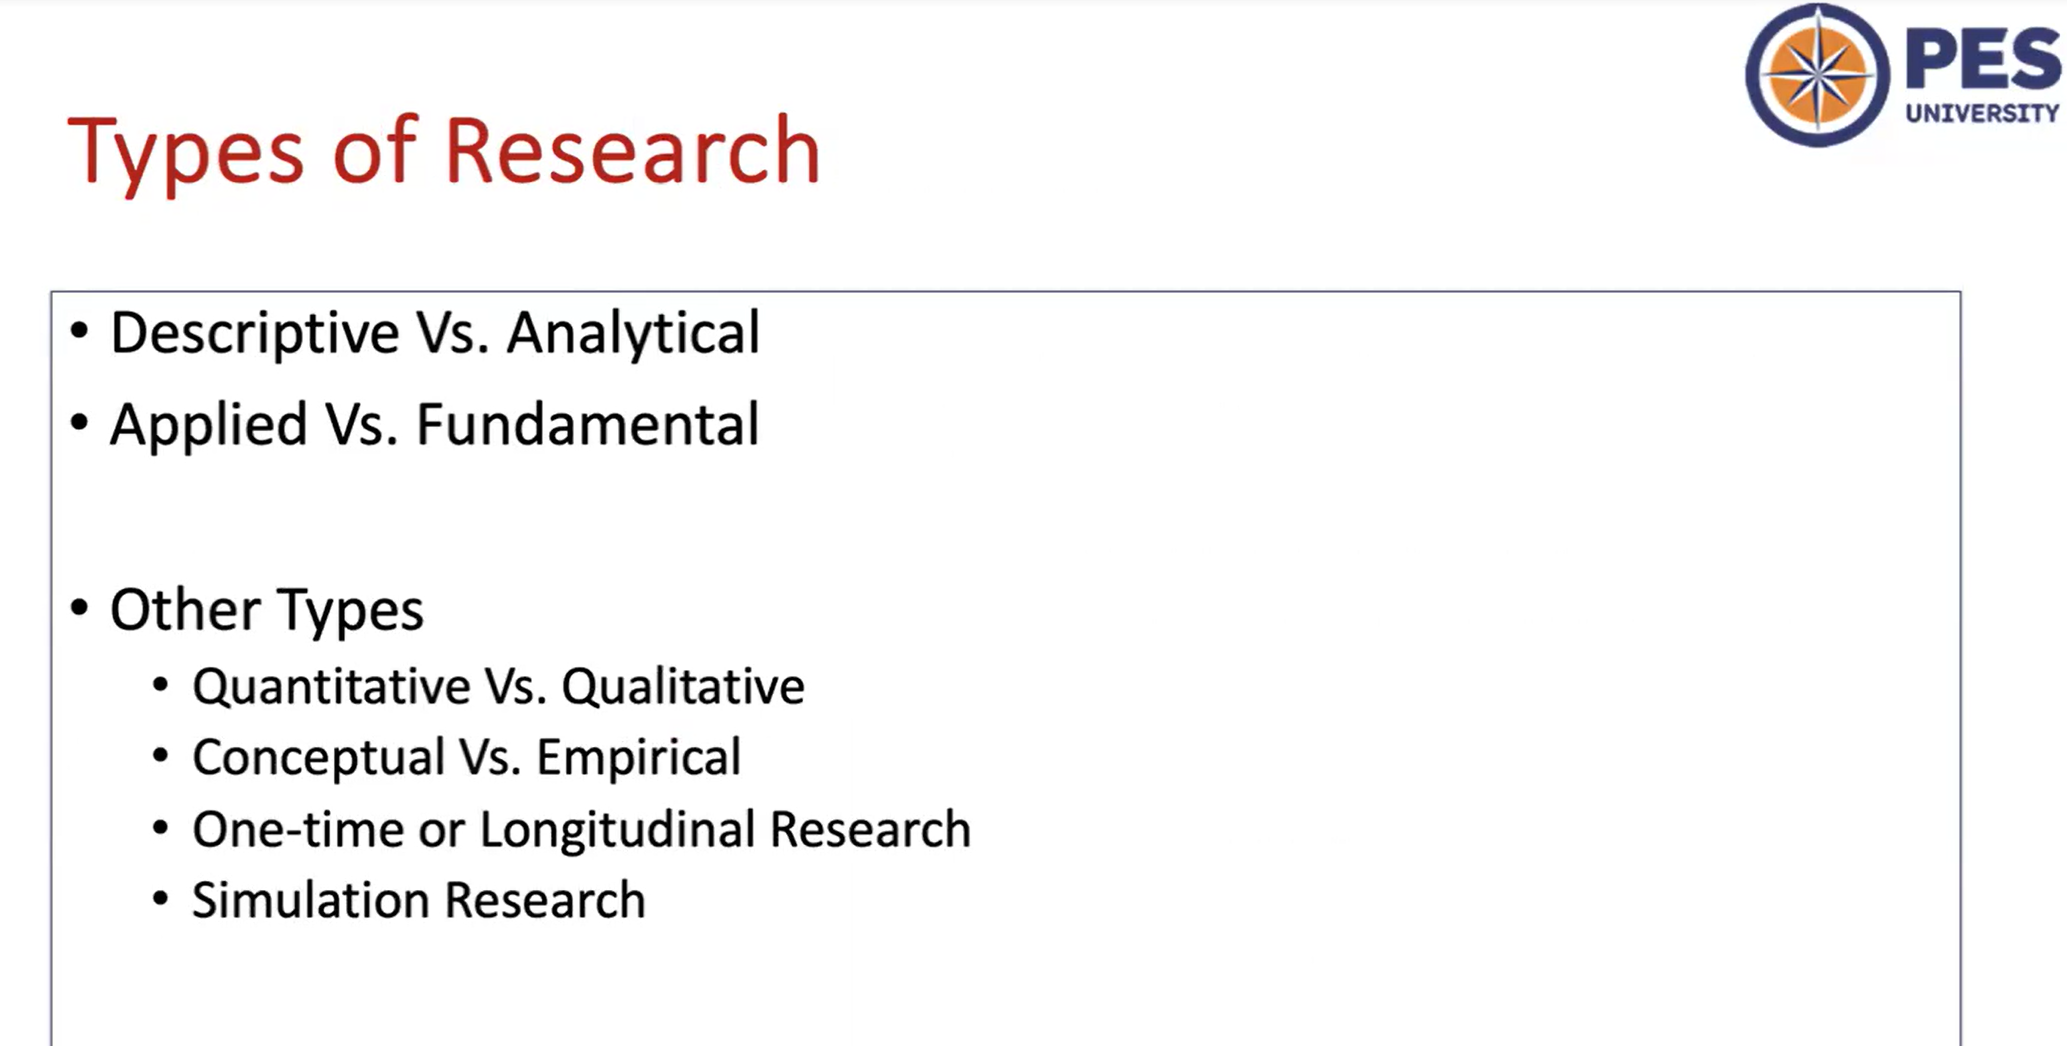 PES
UNIVERSITY
Types of Research
• Descriptive Vs. Analytical
• Applied Vs. Fundamental
• Other Types
• Quantitative Vs. Qualitative
• Conceptual Vs. Empirical
• One-time or Longitudinal Research
• Simulation Research